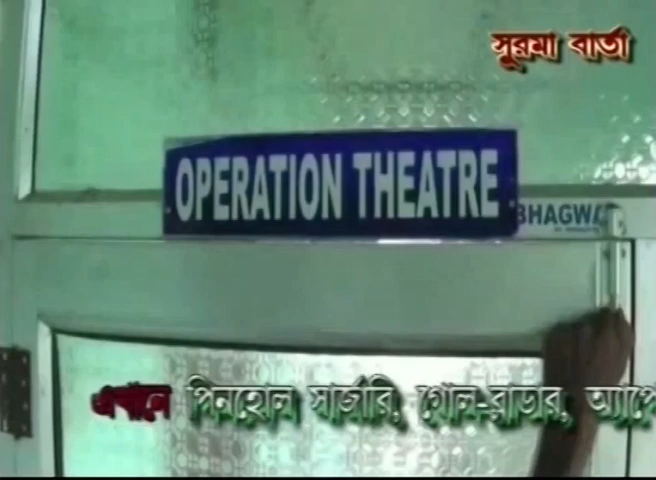 সুরমা বার্তা
OPERATION THEATRE
BHAGWA
এখানে পিনহোল সার্জারি, গোল-ব্লাডার, অ্যাপে